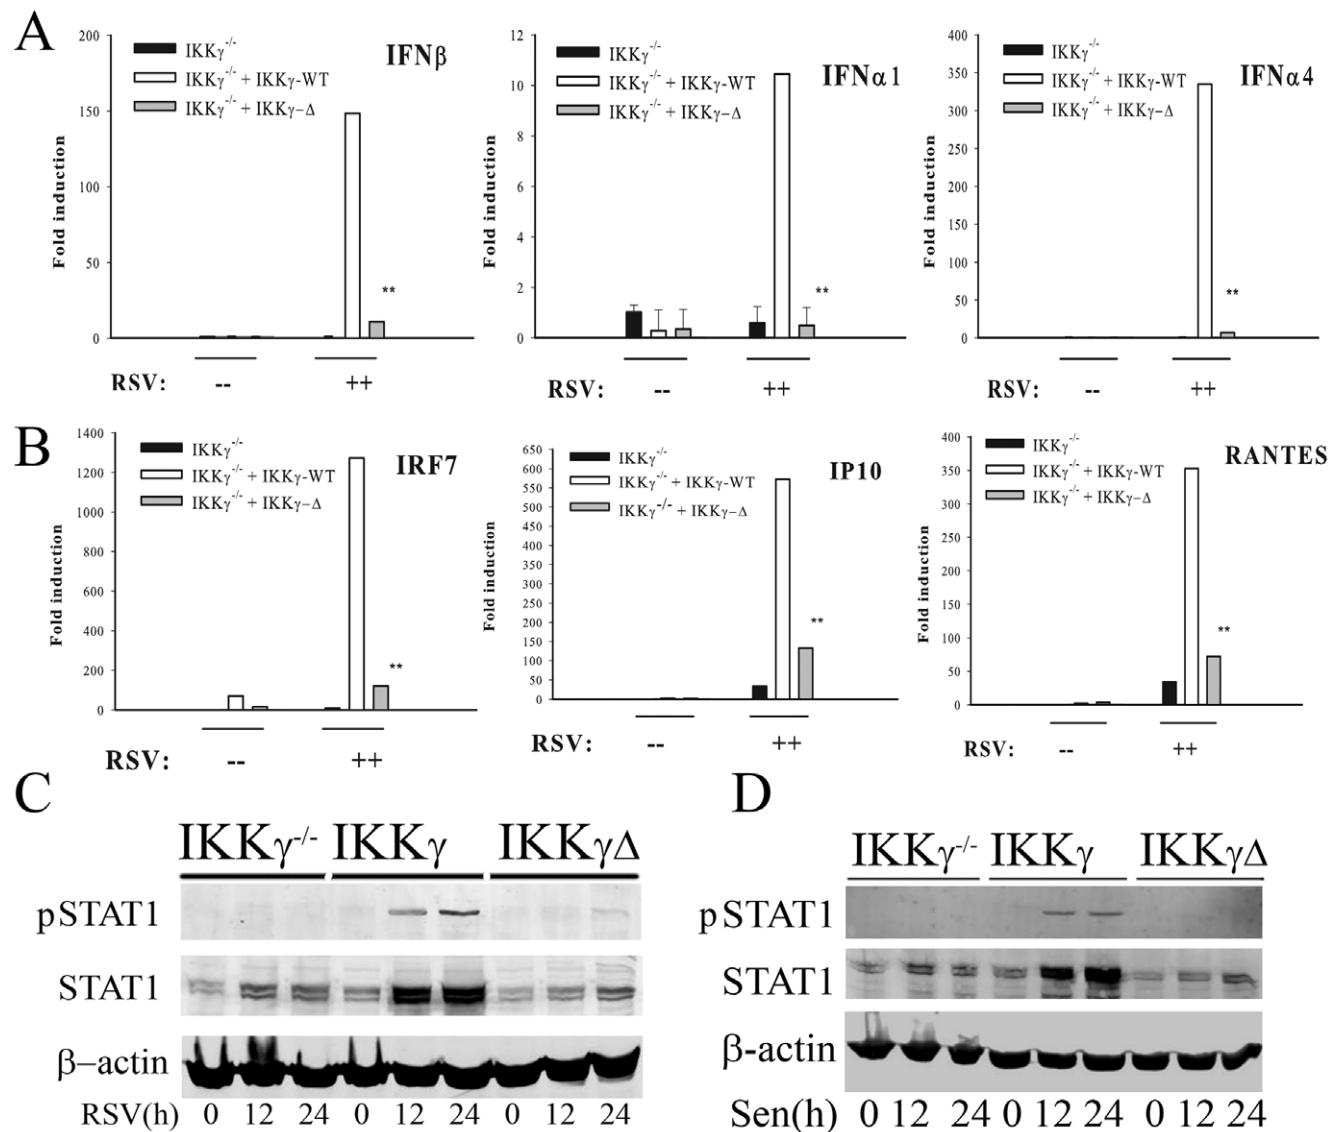 A
IFNβ
IKKγ-/-
IKKγ-/- + IKKγ-WT
IKKγ-/- + IKKγ-Δ
Fold induction
200
150
100
50
0
**
RSV: -- ++
IFNα1
IKKγ-/-
IKKγ-/- + IKKγ-WT
IKKγ-/- + IKKγ-Δ
Fold induction
12
10
8
6
4
2
0
**
RSV: -- ++
IFNα4
IKKγ-/-
IKKγ-/- + IKKγ-WT
IKKγ-/- + IKKγ-Δ
Fold induction
400
350
300
250
200
150
100
50
0
**
RSV: -- ++
B
IRF7
IKKγ-/-
IKKγ-/- + IKKγ-WT
IKKγ-/- + IKKγ-Δ
Fold induction
1400
1200
1000
800
600
400
200
0
**
RSV: -- ++
IP10
IKKγ-/-
IKKγ-/- + IKKγ-WT
IKKγ-/- + IKKγ-Δ
Fold induction
650
600
550
500
450
400
350
300
250
200
150
100
50
0
**
RSV: -- ++
RANTES
IKKγ-/-
IKKγ-/- + IKKγ-WT
IKKγ-/- + IKKγ-Δ
Fold induction
400
350
300
250
200
150
100
50
0
**
RSV: -- ++
C
IKKγ-/- IKKγ IKKγΔ
pSTAT1
STAT1
β-actin
RSV(h) 0 12 24 0 12 24 0 12 24
D
IKKγ-/- IKKγ IKKγΔ
pSTAT1
STAT1
β-actin
Sen(h) 0 12 24 0 12 24 0 12 24